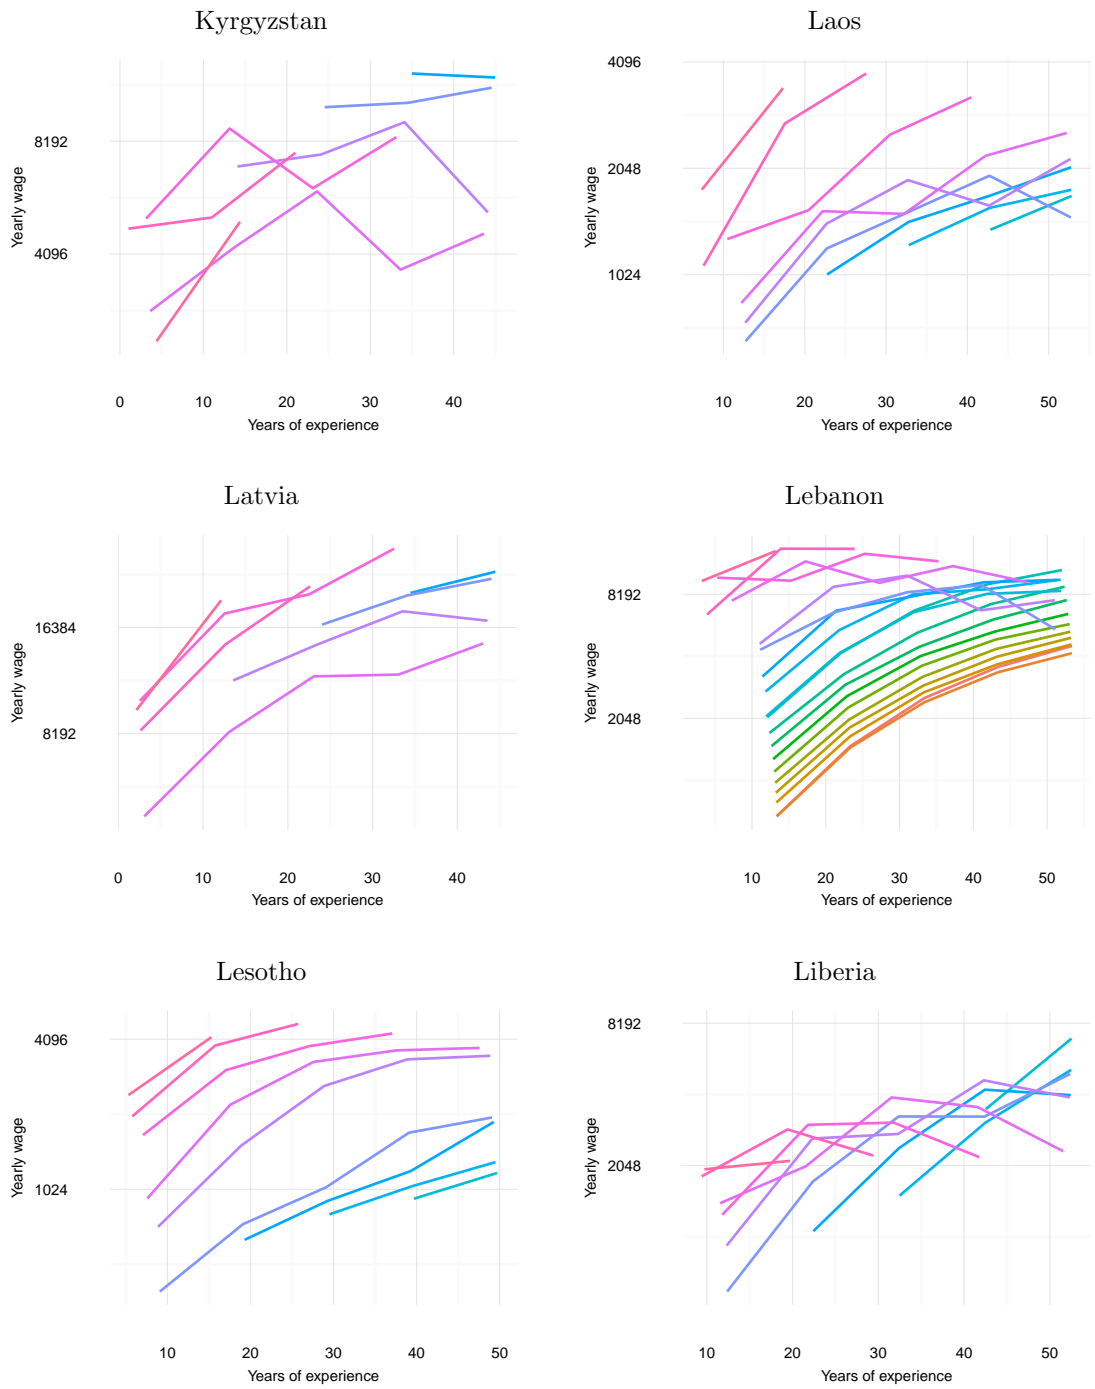 Kyrgyzstan
Yearly wage
8192
4096
0 10 20 30 40
Years of experience
Laos
Yearly wage
4096
2048
1024
10 20 30 40 50
Years of experience
Latvia
Yearly wage
16384
8192
0 10 20 30 40
Years of experience
Lebanon
Yearly wage
8192
2048
10 20 30 40 50
Years of experience
Lesotho
Yearly wage
4096
1024
10 20 30 40 50
Years of experience
Liberia
Yearly wage
8192
2048
10 20 30 40 50
Years of experience